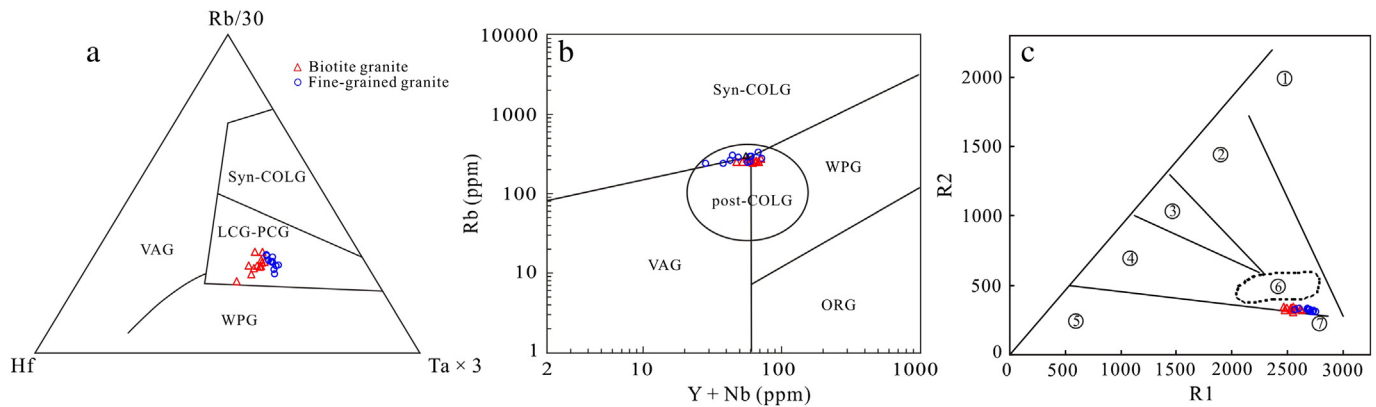 a
Rb/30
Biotite granite
Fine-grained granite
Syn-COLG
LCG-PCG
VAG
WPG
Hf
Ta × 3
b
10000
1000
100
10
1
Rb (ppm)
Syn-COLG
WPG
post-COLG
VAG
ORG
2
10
100
1000
Y + Nb (ppm)
c
2000
1500
1000
500
0
R2
①
②
③
④
⑤
⑥
⑦
0 500 1000 1500 2000 2500 3000
R1